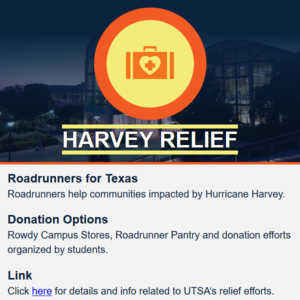 HARVEY RELIEF
Roadrunners for Texas
Roadrunners help communities impacted by Hurricane Harvey.
Donation Options
Rowdy Campus Stores, Roadrunner Pantry and donation efforts
organized by students.
Link
Click here for details and info related to UTSA's relief efforts.